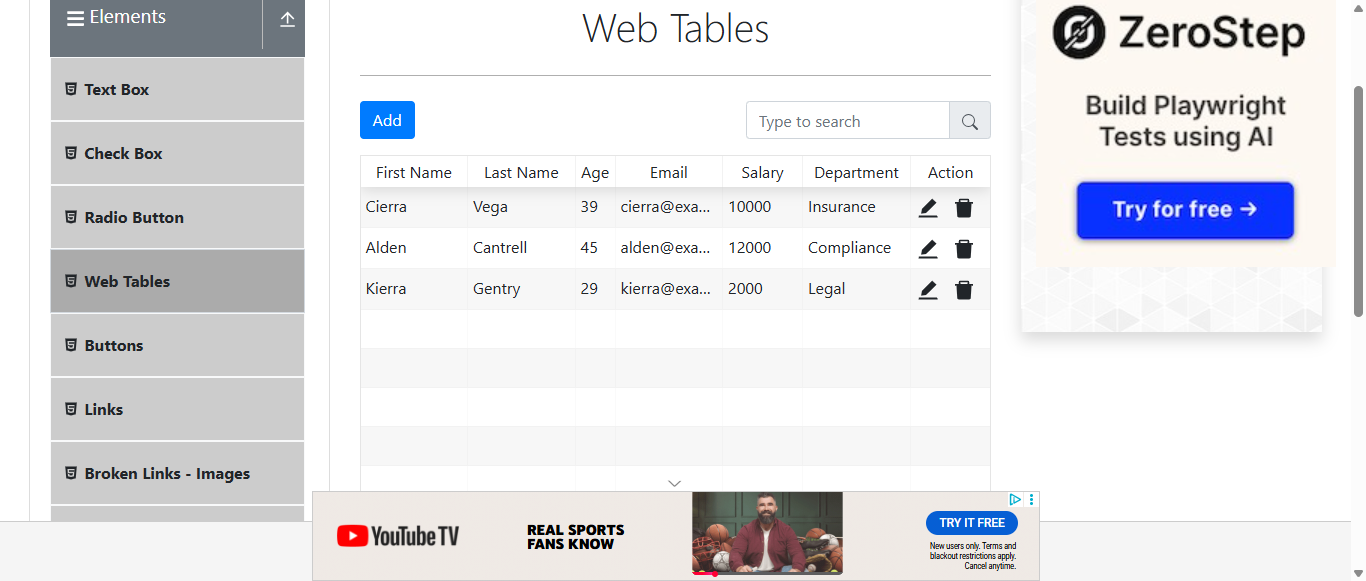 Elements
Text Box
Check Box
Radio Button
Web Tables
Buttons
Links
Broken Links - Images
Web Tables
Add
Type to search
First Name Last Name Age Email Salary Department Action
Cierra Vega 39 cierra@exa... 10000 Insurance
Alden Cantrell 45 alden@exa... 12000 Compliance
Kierra Gentry 29 kierra@exa... 2000 Legal
ZeroStep
Build Playwright
Tests using AI
Try for free →
YouTube TV
REAL SPORTS
FANS KNOW
TRY IT FREE
New users only. Terms and
blackout restrictions apply.
Cancel anytime.